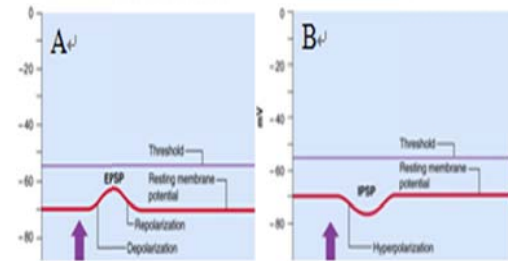 A↵
0
−20
−40
−60
−80
Threshold
EPSP
Resting membrane
potential
Repolarization
Depolarization
B↵
mV
0
−20
−40
−60
−80
Threshold
Resting membrane
potential
IPSP
Hyperpolarization